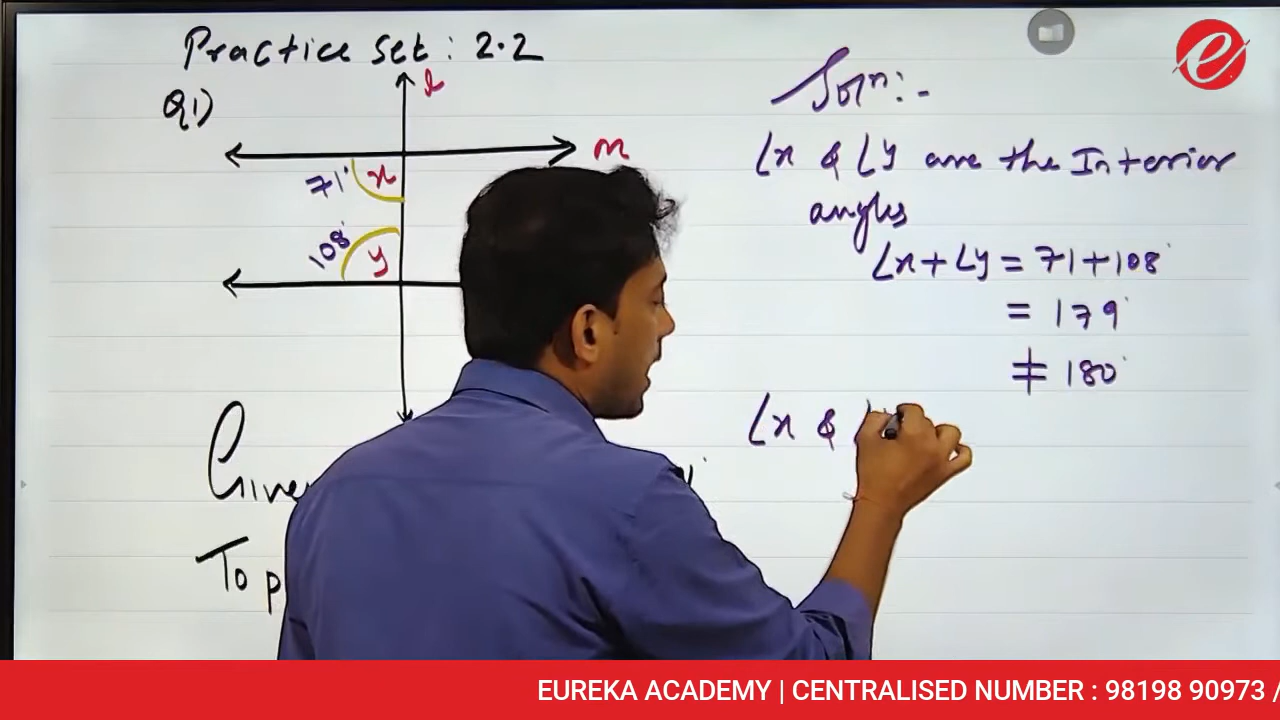 Practice set : 2.2
Q1)
l
m
71° x
108° y
Soln:-
∠x & ∠y are the Interior
angles
∠x + ∠y = 71 + 108°
= 179°
≠ 180°
∠x &
To p
e
EUREKA ACADEMY | CENTRALISED NUMBER : 98198 90973 /